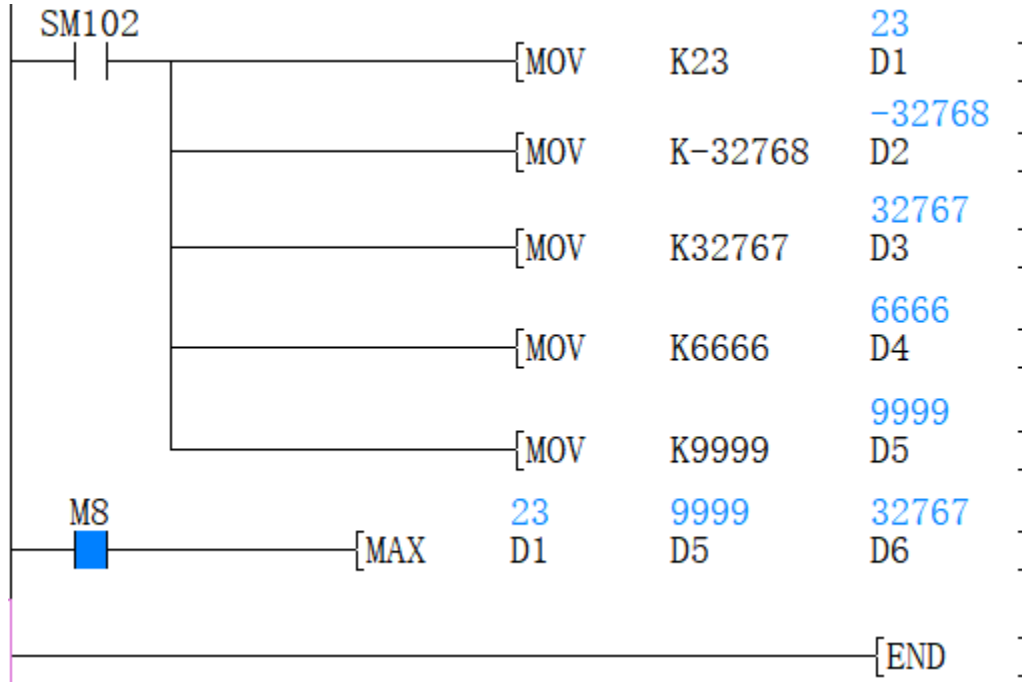 SM102
23
[MOV K23 D1 ]
-32768
[MOV K-32768 D2 ]
32767
[MOV K32767 D3 ]
6666
[MOV K6666 D4 ]
9999
[MOV K9999 D5 ]
M8 23 9999 32767
[MAX D1 D5 D6 ]
[END ]